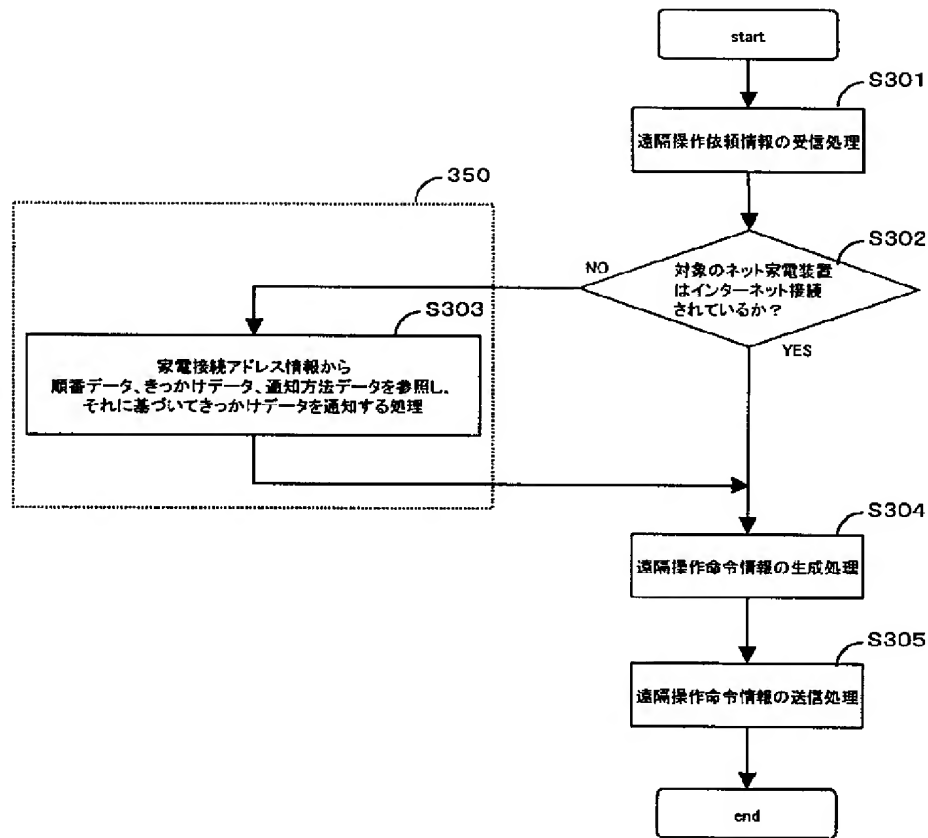 start
S301
遠隔操作依頼情報の受信処理
350
S302
対象のネット家電装置
はインターネット接続
されているか？
NO
YES
S303
家電接続アドレス情報から
順番データ、きっかけデータ、通知方法データを参照し、
それに基づいてきっかけデータを通知する処理
S304
遠隔操作命令情報の生成処理
S305
遠隔操作命令情報の送信処理
end